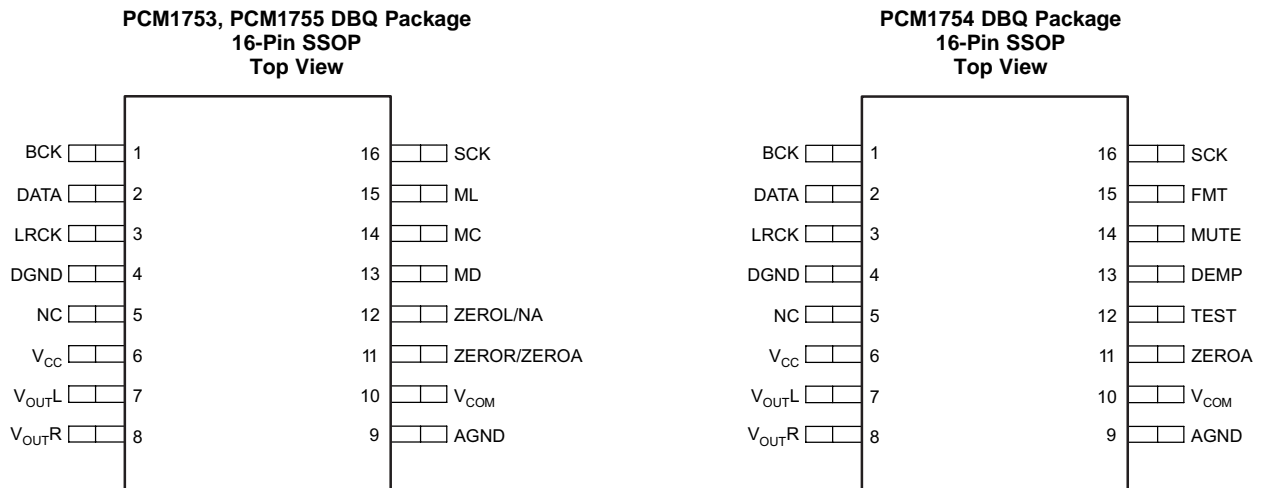 PCM1753, PCM1755 DBQ Package
16-Pin SSOP
Top View
BCK 1 16 SCK
DATA 2 15 ML
LRCK 3 14 MC
DGND 4 13 MD
NC 5 12 ZEROL/NA
VCC 6 11 ZEROR/ZEROA
VOUTL 7 10 VCOM
VOUTR 8 9 AGND
PCM1754 DBQ Package
16-Pin SSOP
Top View
BCK 1 16 SCK
DATA 2 15 FMT
LRCK 3 14 MUTE
DGND 4 13 DEMP
NC 5 12 TEST
VCC 6 11 ZEROA
VOUTL 7 10 VCOM
VOUTR 8 9 AGND